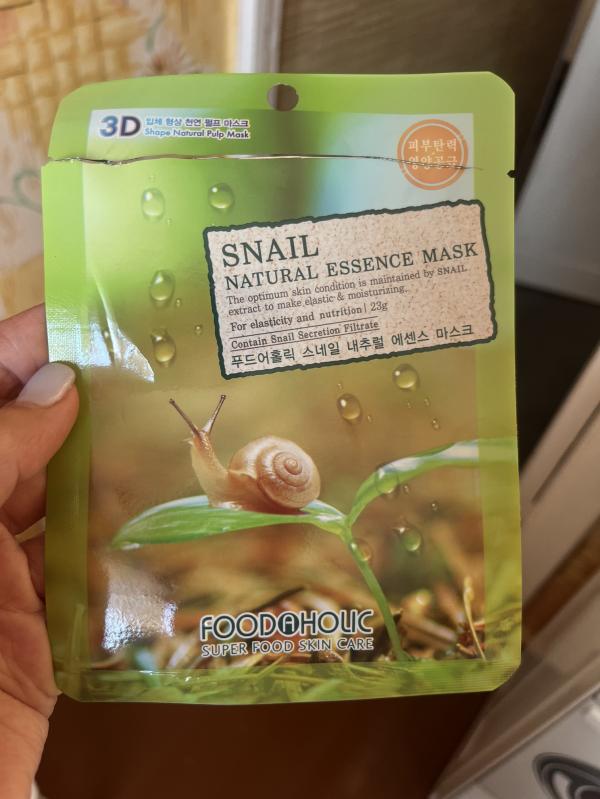 3D 입체 형상 천연 펄프 마스크
Shape Natural Pulp Mask
피부탄력
영양공급
SNAIL
NATURAL ESSENCE MASK
The optimum skin condition is maintained by SNAIL
extract to make elastic & moisturizing.
For elasticity and nutrition | 23g
Contain Snail Secretion Filtrate
푸드어홀릭 스네일 내추럴 에센스 마스크
FOODAHOLIC
SUPER FOOD SKIN CARE